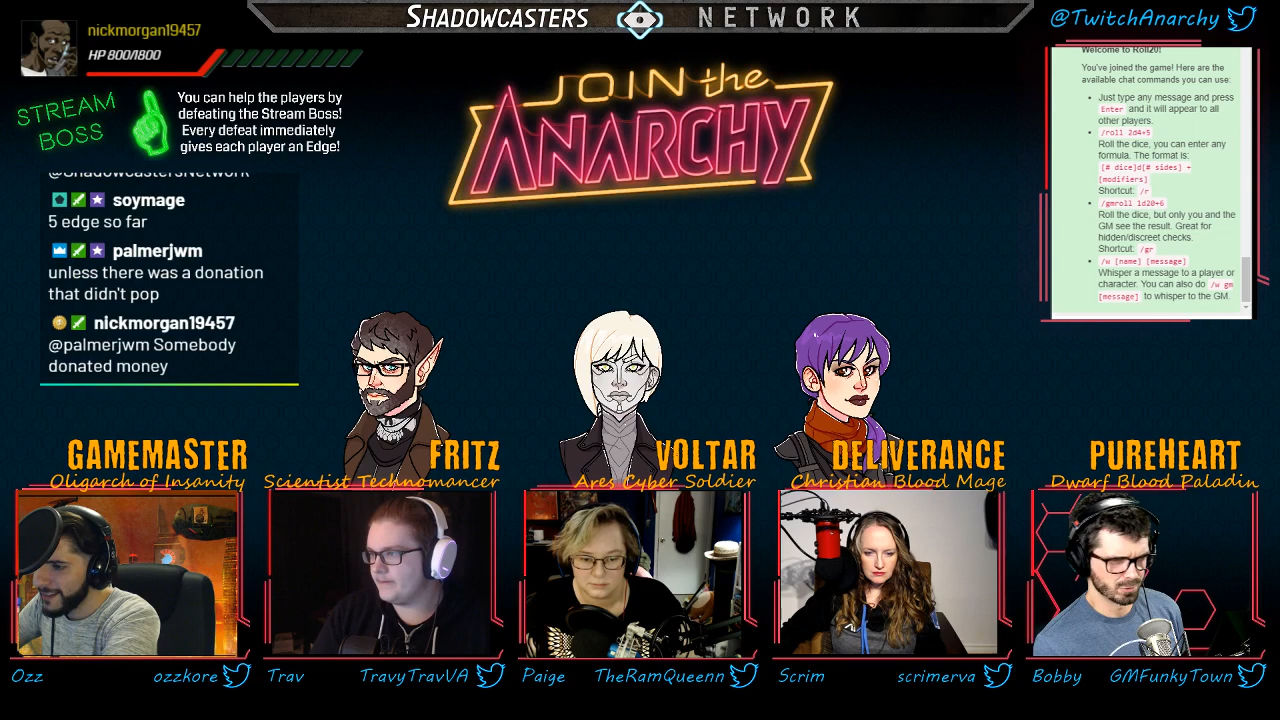 SHADOWCASTERS NETWORK
@TwitchAnarchy
nickmorgan19457
HP 800/1800
STREAM
BOSS
You can help the players by
defeating the Stream Boss!
Every defeat immediately
gives each player an Edge!
JOIN the
ANARCHY
@ShadowcastersNetwork
soymage
5 edge so far
palmerjwm
unless there was a donation
that didn't pop
nickmorgan19457
@palmerjwm Somebody
donated money
Welcome to Roll20!
You've joined the game! Here are the
available chat commands you can use:
Just type any message and press
Enter and it will appear to all
other players.
/roll 2d4+5
Roll the dice, you can enter any
formula. The format is:
[# dice]d[# sides] +
[modifiers]
Shortcut: /r
/gmroll 1d20+6
Roll the dice, but only you and the
GM see the result. Great for
hidden/discreet checks.
Shortcut: /gr
/w [name] [message]
Whisper a message to a player or
character. You can also do /w gm
[message] to whisper to the GM.
GAMEMASTER
Oligarch of Insanity
FRITZ
Scientist Technomancer
VOLTAR
Ares Cyber Soldier
DELIVERANCE
Christian Blood Mage
PUREHEART
Dwarf Blood Paladin
Ozz ozzkore
Trav TravyTravVA
Paige TheRamQueenn
Scrim scrimerva
Bobby GMFunkyTown